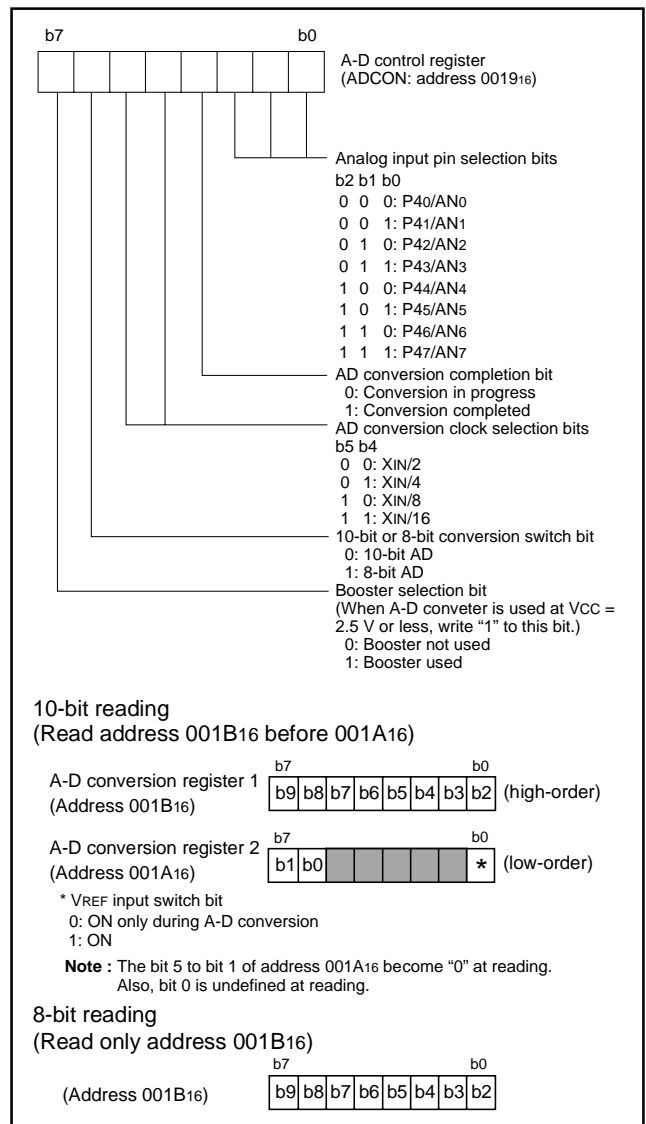 b7 b0
A-D control register
(ADCON: address 001916)
Analog input pin selection bits
b2 b1 b0
0 0 0: P40/AN0
0 0 1: P41/AN1
0 1 0: P42/AN2
0 1 1: P43/AN3
1 0 0: P44/AN4
1 0 1: P45/AN5
1 1 0: P46/AN6
1 1 1: P47/AN7
AD conversion completion bit
0: Conversion in progress
1: Conversion completed
AD conversion clock selection bits
b5 b4
0 0: XIN/2
0 1: XIN/4
1 0: XIN/8
1 1: XIN/16
10-bit or 8-bit conversion switch bit
0: 10-bit AD
1: 8-bit AD
Booster selection bit
(When A-D conveter is used at VCC =
2.5 V or less, write “1” to this bit.)
0: Booster not used
1: Booster used
10-bit reading
(Read address 001B16 before 001A16)
b7 b0
A-D conversion register 1
(Address 001B16)
b9 b8 b7 b6 b5 b4 b3 b2 (high-order)
b7 b0
A-D conversion register 2
(Address 001A16)
b1 b0 * (low-order)
* VREF input switch bit
0: ON only during A-D conversion
1: ON
Note : The bit 5 to bit 1 of address 001A16 become “0” at reading.
Also, bit 0 is undefined at reading.
8-bit reading
(Read only address 001B16)
b7 b0
(Address 001B16) b9 b8 b7 b6 b5 b4 b3 b2